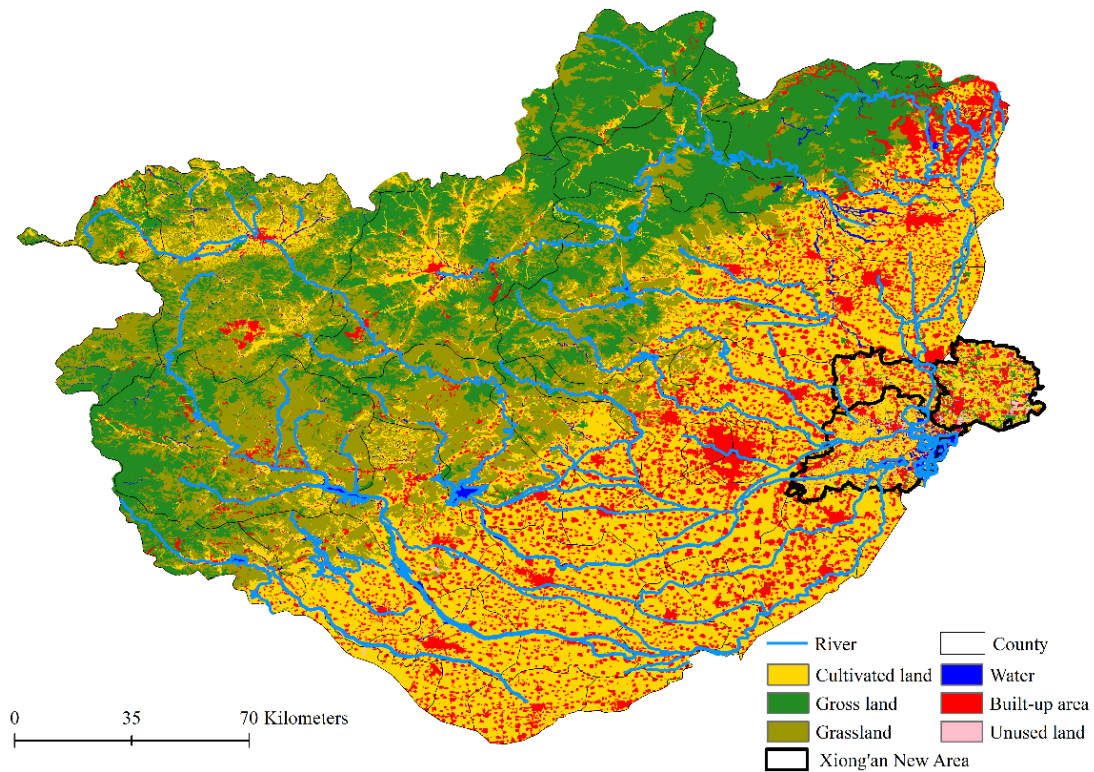 River County
Cultivated land Water
Gross land Built-up area
Grassland Unused land
Xiong'an New Area
0 35 70 Kilometers